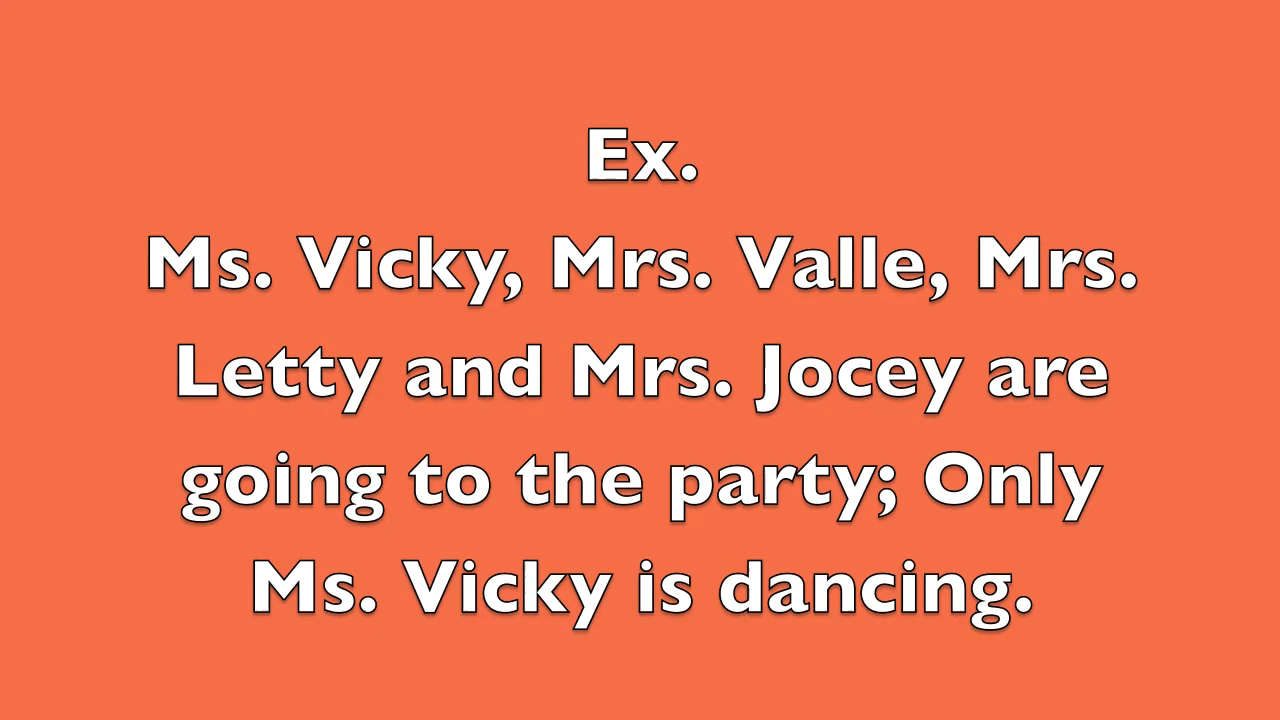 Ex.
Ms. Vicky, Mrs. Valle, Mrs.
Letty and Mrs. Jocey are
going to the party; Only
Ms. Vicky is dancing.